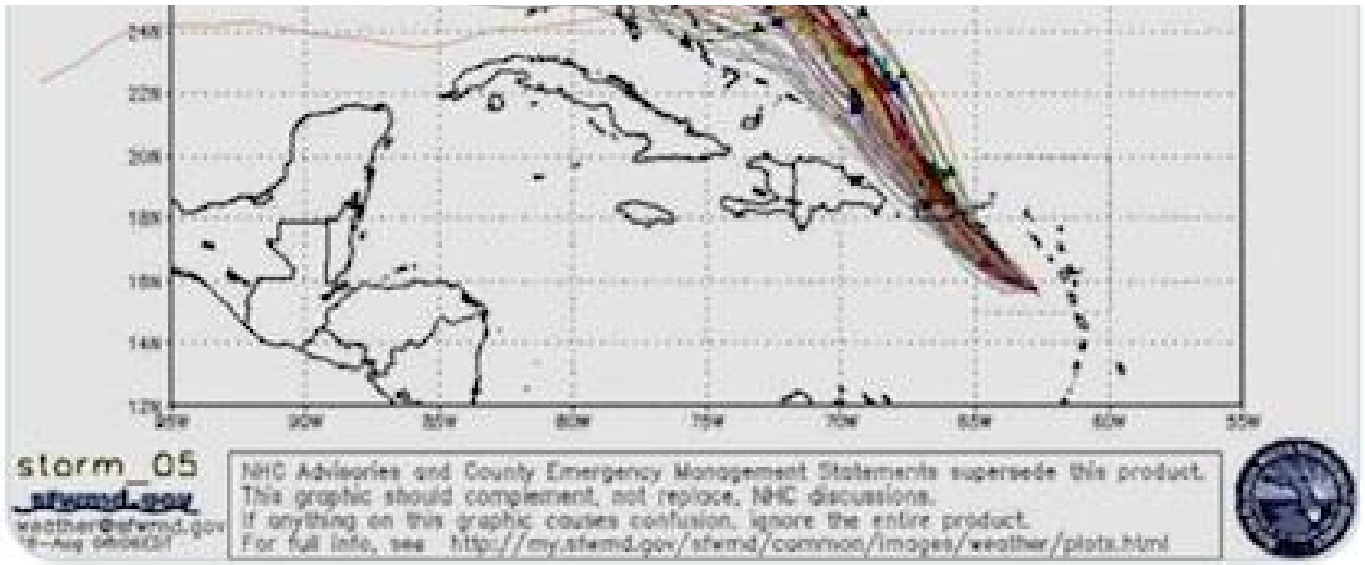 24N
22N
20N
18N
16N
14N
12N
95W 90W 85W 80W 75W 70W 65W 60W 55W
storm_05
sfwmd.gov
weather@sfwmd.gov
NHC Advisories and County Emergency Management Statements supersede this product.
This graphic should complement, not replace, NHC discussions.
If anything on this graphic causes confusion, ignore the entire product.
For full info, see http://my.sfwmd.gov/sfwmd/common/images/weather/plots.html